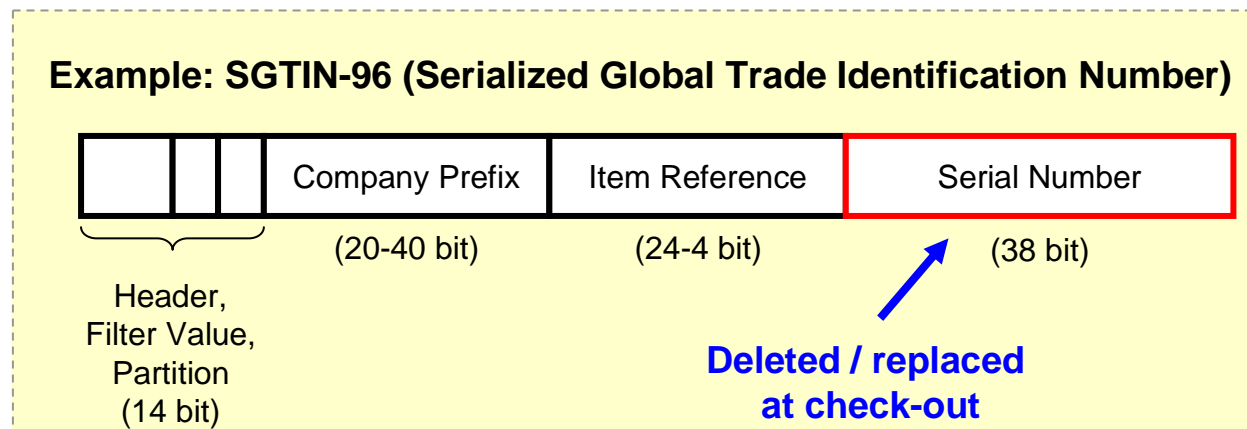 Example: SGTIN-96 (Serialized Global Trade Identification Number)
Company Prefix
Item Reference
Serial Number
(20-40 bit)
(24-4 bit)
(38 bit)
Header,
Filter Value,
Partition
(14 bit)
Deleted / replaced
at check-out